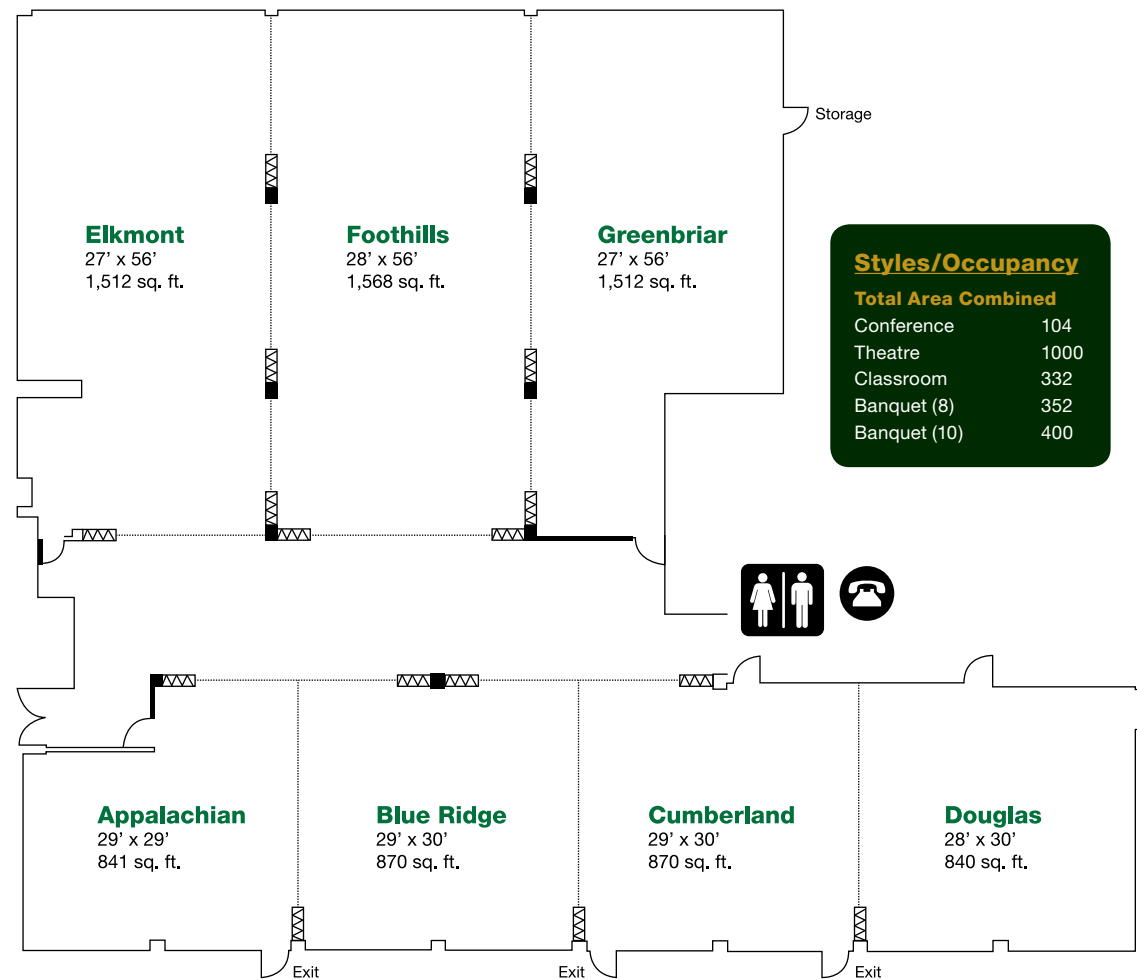 Storage
Elkmont
27’ x 56’
1,512 sq. ft.
Foothills
28’ x 56’
1,568 sq. ft.
Greenbriar
27’ x 56’
1,512 sq. ft.
Styles/Occupancy
Total Area Combined
Conference 104
Theatre 1000
Classroom 332
Banquet (8) 352
Banquet (10) 400
Appalachian
29’ x 29’
841 sq. ft.
Blue Ridge
29’ x 30’
870 sq. ft.
Cumberland
29’ x 30’
870 sq. ft.
Douglas
28’ x 30’
840 sq. ft.
Exit
Exit
Exit